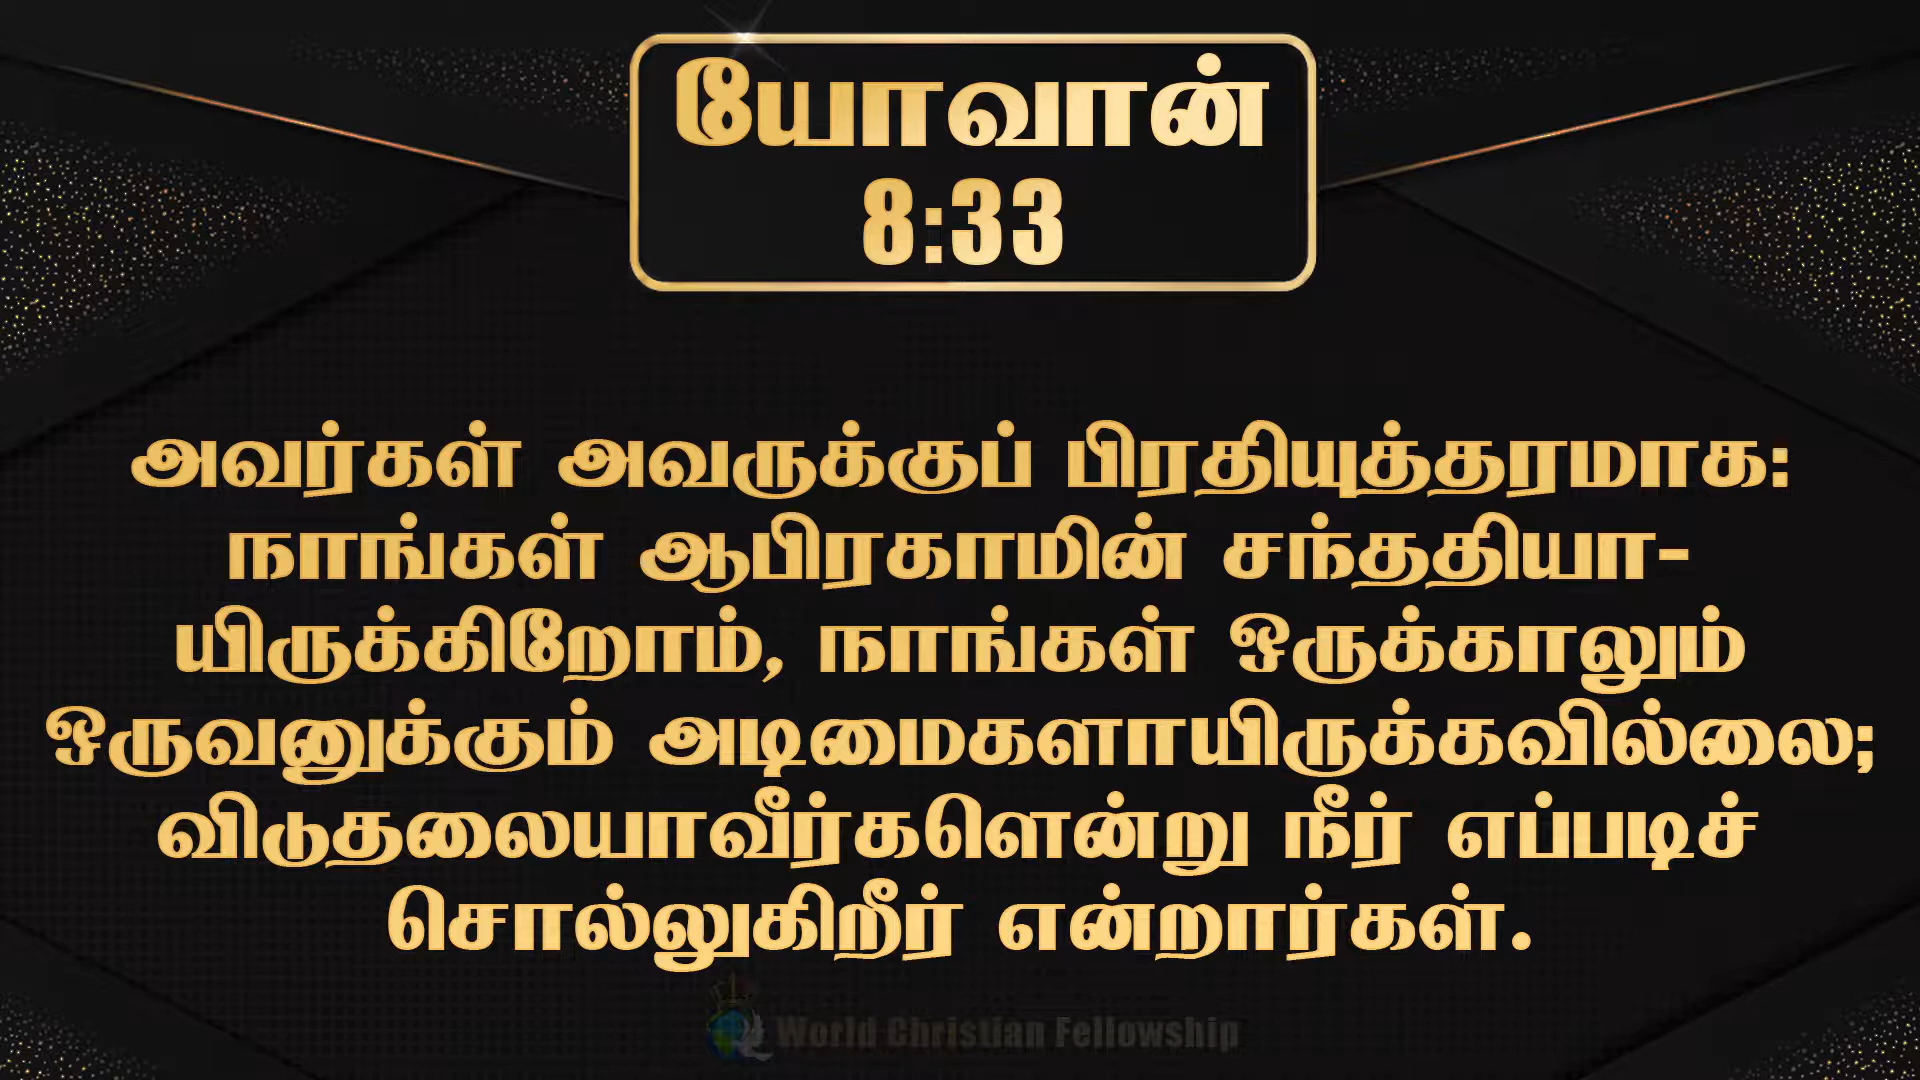 யோவான்
8:33
அவர்கள் அவருக்குப் பிரதியுத்தரமாக:
நாங்கள் ஆபிரகாமின் சந்ததியா-
யிருக்கிறோம், நாங்கள் ஒருக்காலும்
ஒருவனுக்கும் அடிமைகளாயிருக்கவில்லை;
விடுதலையாவீர்களென்று நீர் எப்படிச்
சொல்லுகிறீர் என்றார்கள்.
World Christian Fellowship